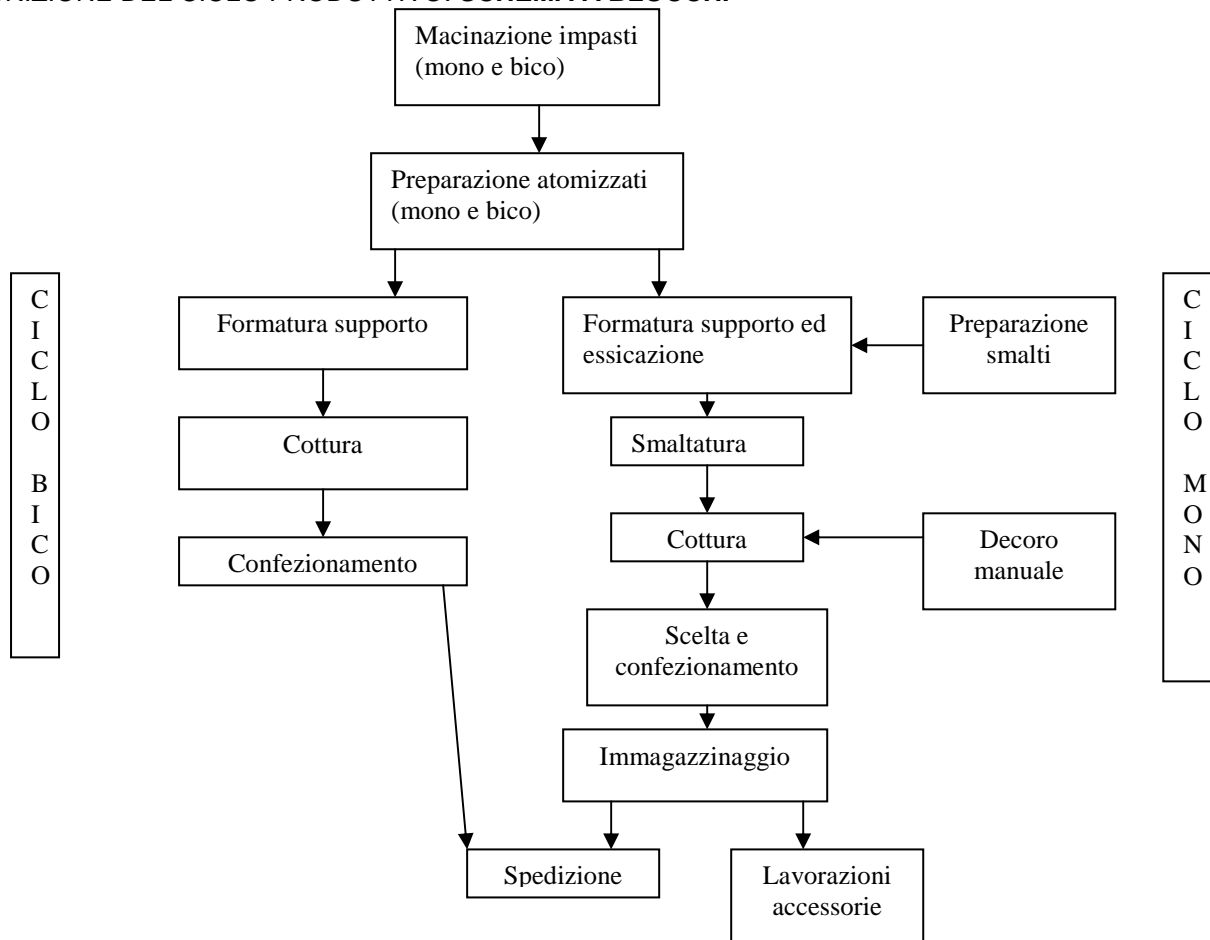 Macinazione impasti
(mono e bico)
Preparazione atomizzati
(mono e bico)
C
I
C
L
O
B
I
C
O
Formatura supporto
Formatura supporto ed
essicazione
Preparazione
smalti
C
I
C
L
O
M
O
N
O
Cottura
Smaltatura
Confezionamento
Cottura
Decoro
manuale
Scelta e
confezionamento
Immagazzinaggio
Spedizione
Lavorazioni
accessorie